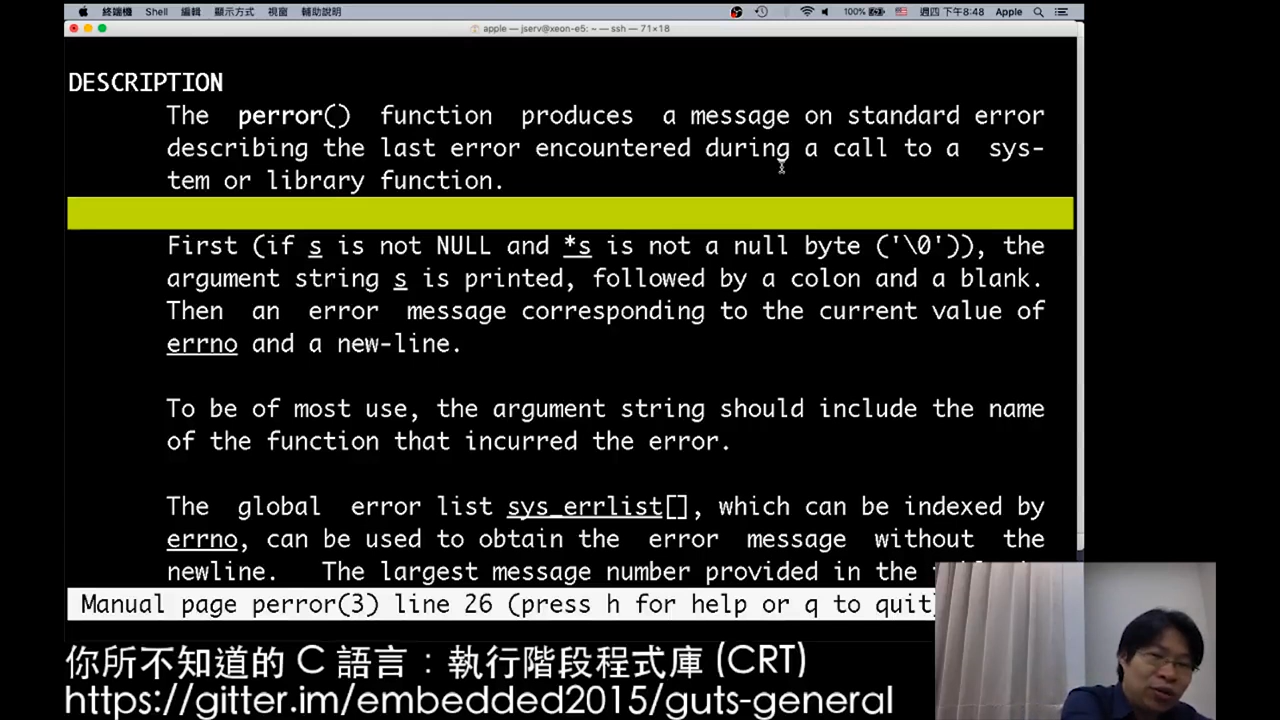 終端機 Shell 編輯 顯示方式 視窗 輔助說明 100% 週四 下午8:48 Apple
apple — jserv@xeon-e5: ~ — ssh — 71×18
DESCRIPTION
The perror() function produces a message on standard error
describing the last error encountered during a call to a sys-
tem or library function.
First (if s is not NULL and *s is not a null byte ('\0')), the
argument string s is printed, followed by a colon and a blank.
Then an error message corresponding to the current value of
errno and a new-line.
To be of most use, the argument string should include the name
of the function that incurred the error.
The global error list sys_errlist[], which can be indexed by
errno, can be used to obtain the error message without the
newline. The largest message number provided in the
Manual page perror(3) line 26 (press h for help or q to quit)
你所不知道的 C 語言：執行階段程式庫 (CRT)
https://gitter.im/embedded2015/guts-general